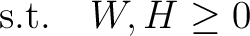 s.t. W, H ≥ 0